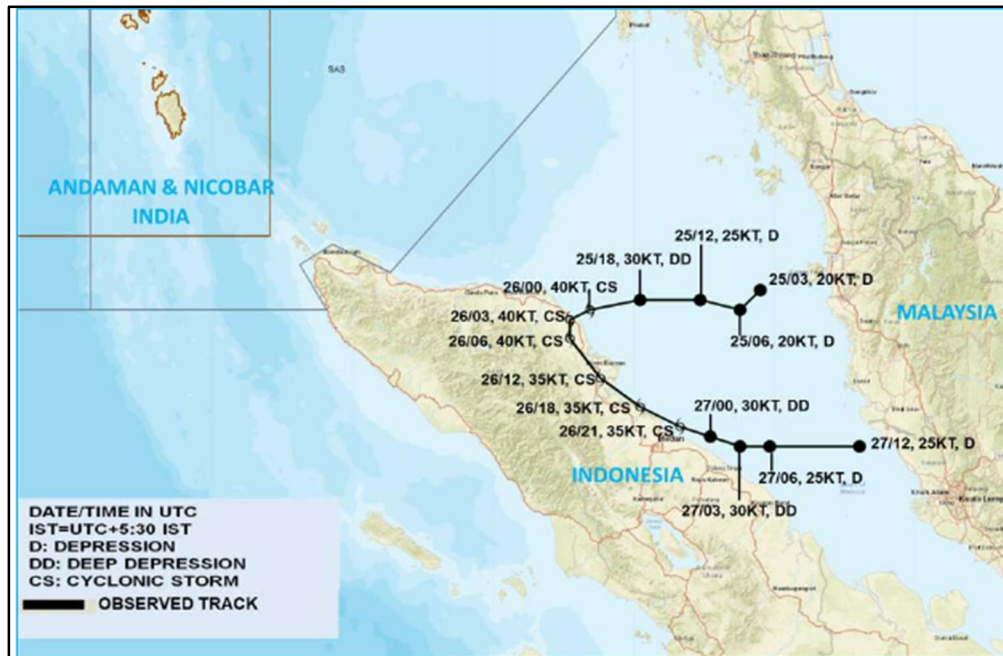 SAS
ANDAMAN & NICOBAR
INDIA
25/12, 25KT, D
25/18, 30KT, DD
25/03, 20KT, D
26/00, 40KT, CS
26/03, 40KT, CS
MALAYSIA
26/06, 40KT, CS
25/06, 20KT, D
26/12, 35KT, CS
26/18, 35KT, CS
27/00, 30KT, DD
26/21, 35KT, CS
Medan
27/12, 25KT, D
INDONESIA
27/06, 25KT, D
27/03, 30KT, DD
DATE/TIME IN UTC
IST=UTC+5:30 IST
D: DEPRESSION
DD: DEEP DEPRESSION
CS: CYCLONIC STORM
OBSERVED TRACK